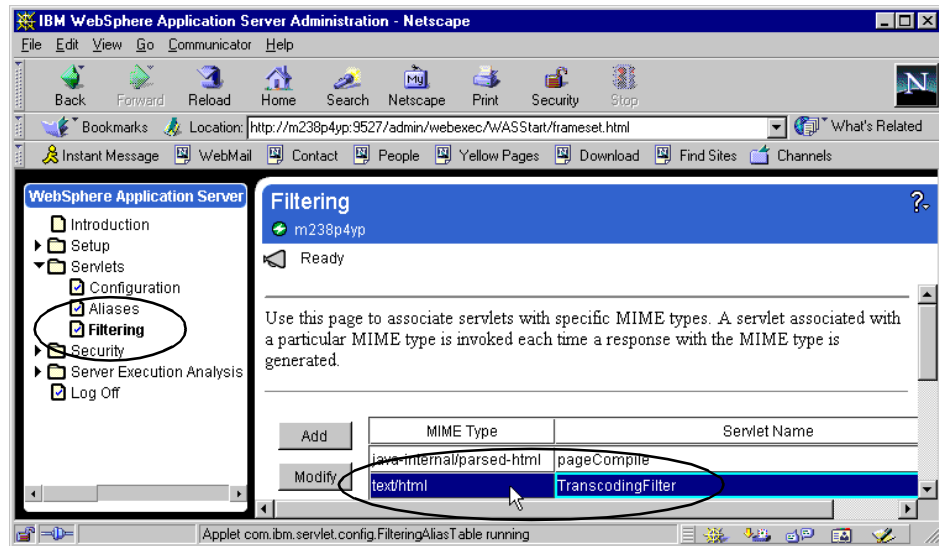 IBM WebSphere Application Server Administration - Netscape
File Edit View Go Communicator Help
Back Forward Reload Home Search Netscape Print Security Stop
My
N
Bookmarks Location: http://m238p4yp:9527/admin/webexec/WASStart/frameset.html What's Related
Instant Message WebMail Contact People Yellow Pages Download Find Sites Channels
WebSphere Application Server
Introduction
Setup
Servlets
Configuration
Aliases
Filtering
Security
Server Execution Analysis
Log Off
Filtering
?
m238p4yp
Ready
Use this page to associate servlets with specific MIME types. A servlet associated with
a particular MIME type is invoked each time a response with the MIME type is
generated.
Add
Modify
MIME Type Servlet Name
java-internal/parsed-html pageCompile
text/html TranscodingFilter
Applet com.ibm.servlet.config.FilteringAliasTable running